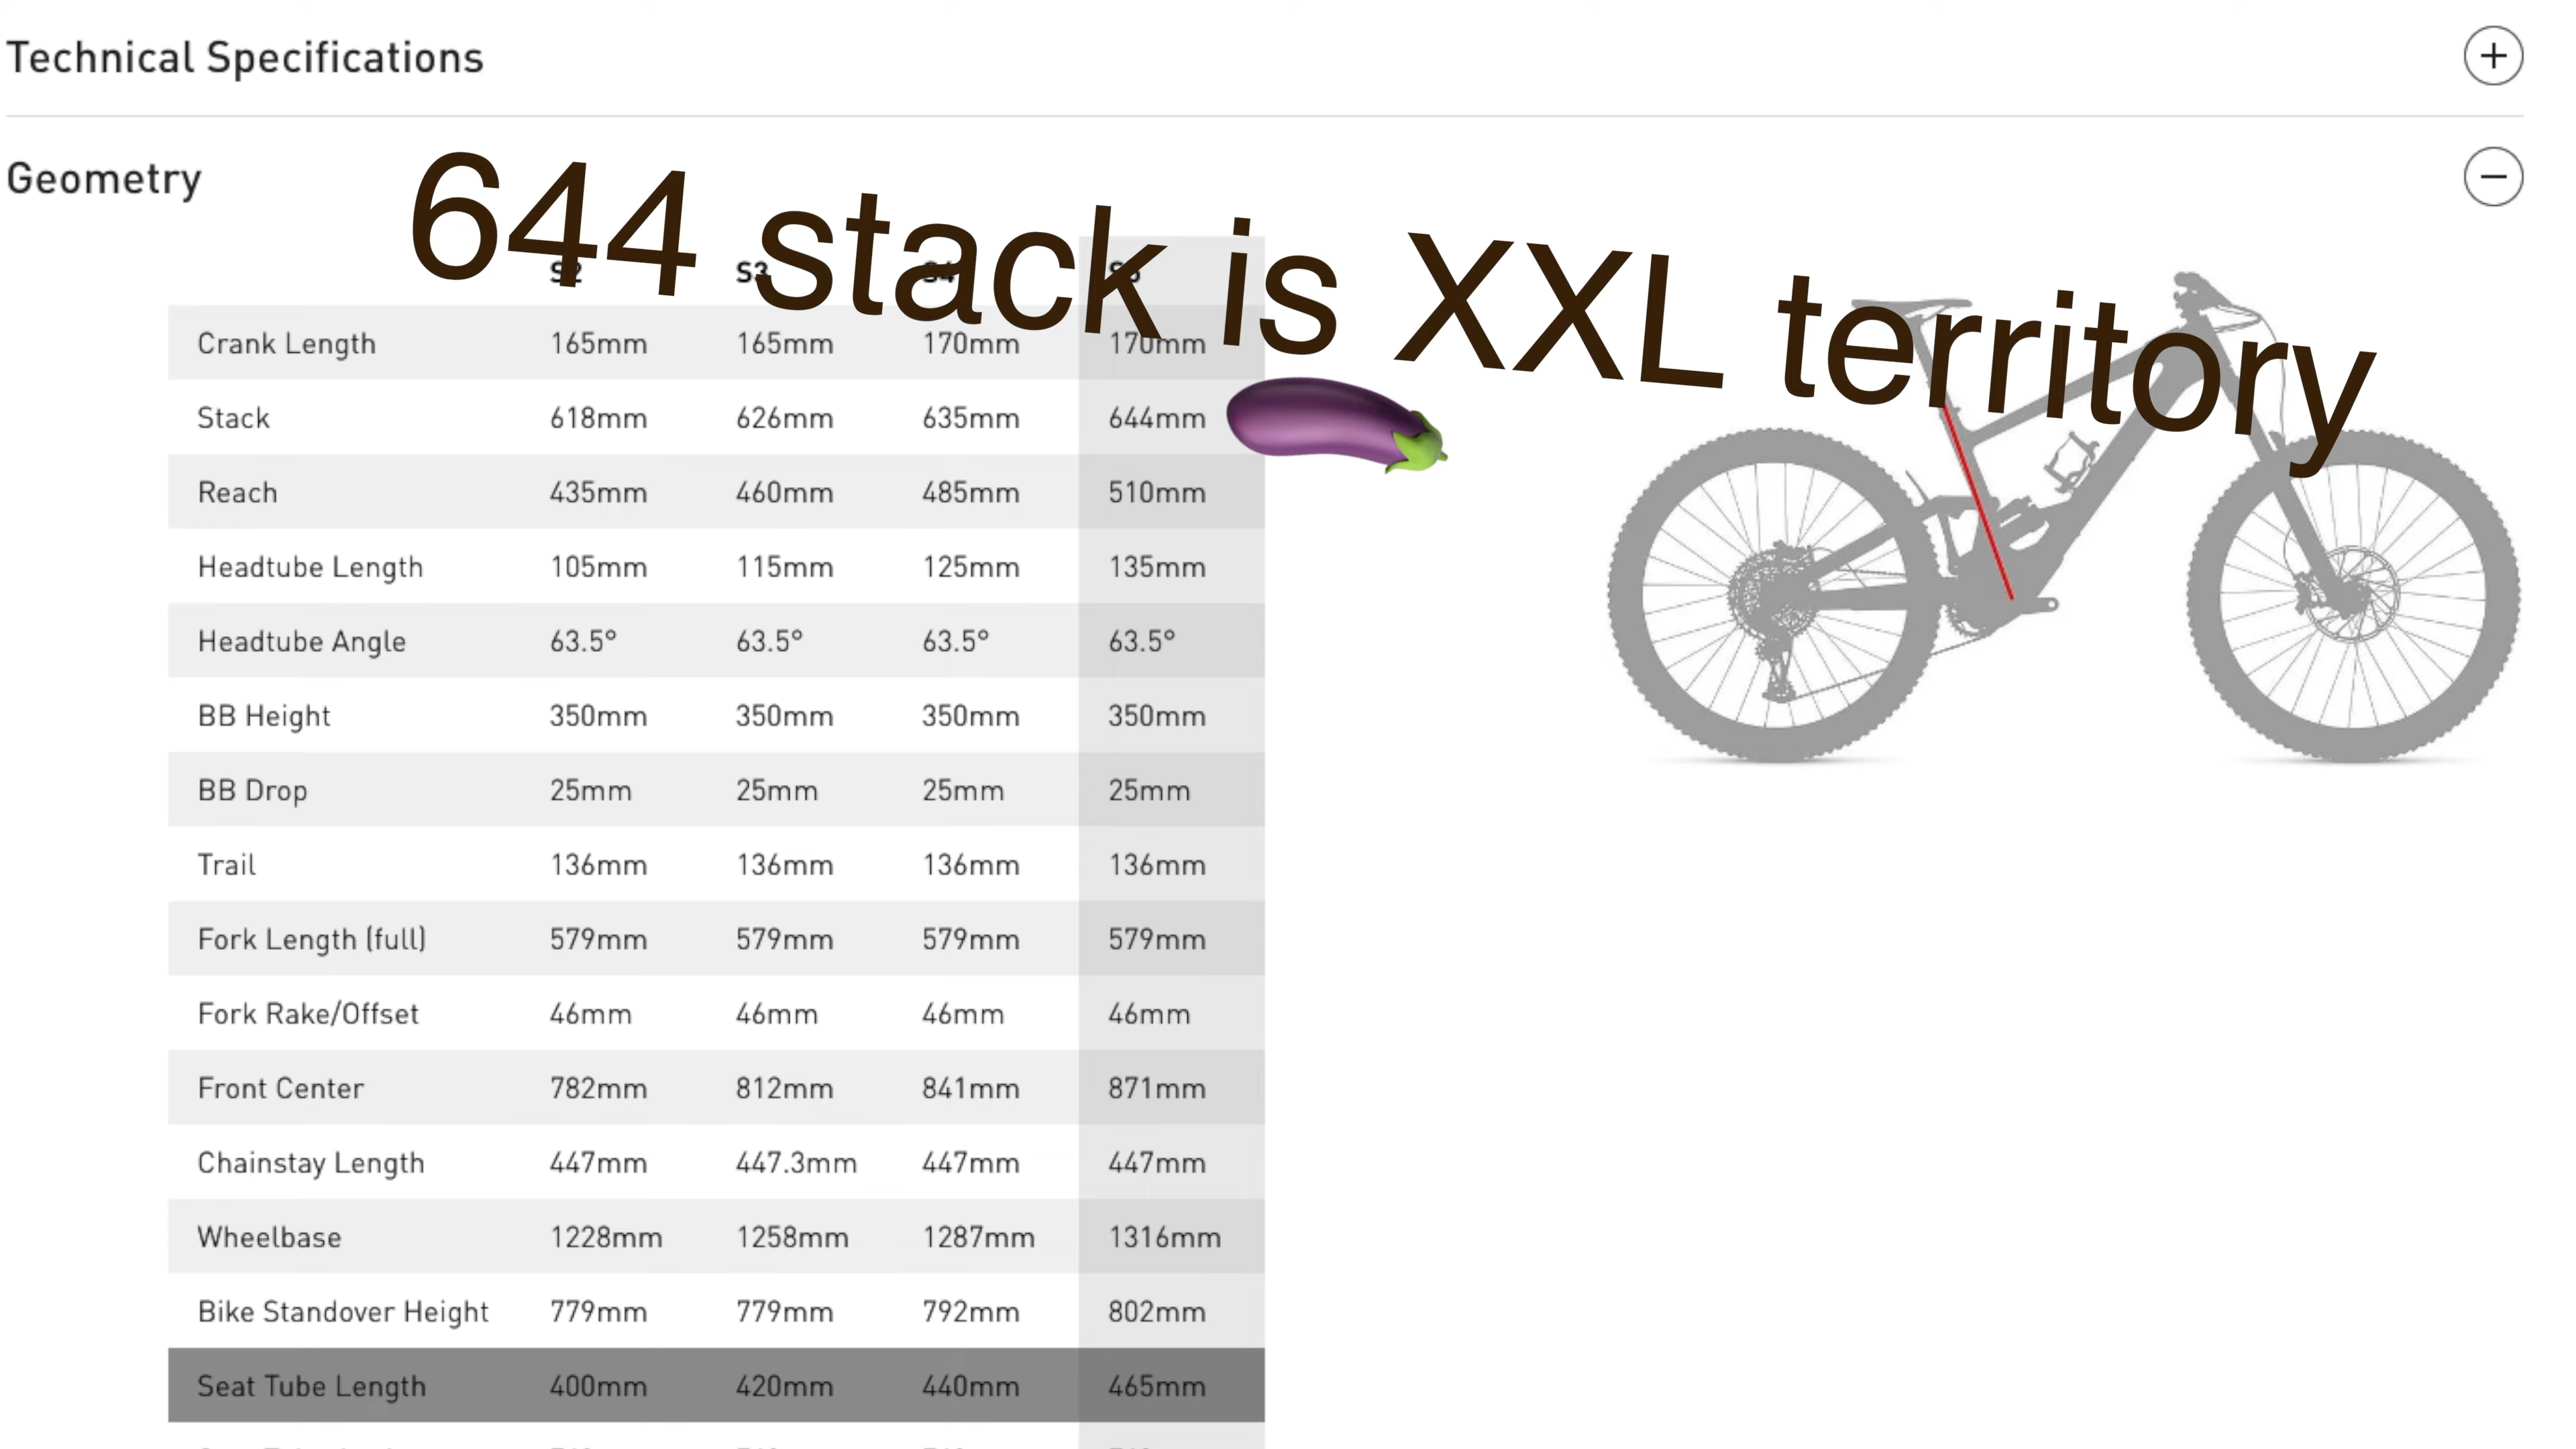 Technical Specifications
Geometry
644 stack is XXL territory
S2 S3 S4 S5
Crank Length 165mm 165mm 170mm 170mm
Stack 618mm 626mm 635mm 644mm
Reach 435mm 460mm 485mm 510mm
Headtube Length 105mm 115mm 125mm 135mm
Headtube Angle 63.5° 63.5° 63.5° 63.5°
BB Height 350mm 350mm 350mm 350mm
BB Drop 25mm 25mm 25mm 25mm
Trail 136mm 136mm 136mm 136mm
Fork Length (full) 579mm 579mm 579mm 579mm
Fork Rake/Offset 46mm 46mm 46mm 46mm
Front Center 782mm 812mm 841mm 871mm
Chainstay Length 447mm 447.3mm 447mm 447mm
Wheelbase 1228mm 1258mm 1287mm 1316mm
Bike Standover Height 779mm 779mm 792mm 802mm
Seat Tube Length 400mm 420mm 440mm 465mm